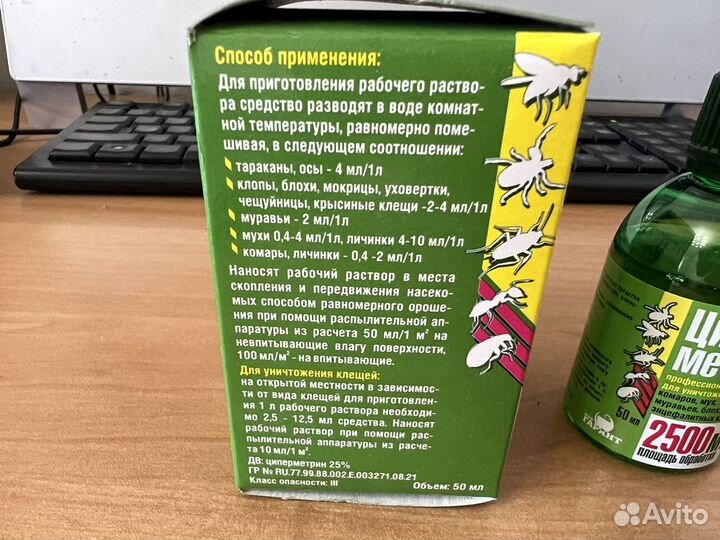 Способ применения:
Для приготовления рабочего раство-
ра средство разводят в воде комнат-
ной температуры, равномерно поме-
шивая, в следующем соотношении:
тараканы, осы - 4 мл/1л
клопы, блохи, мокрицы, уховертки,
чещуйницы, крысиные клещи -2-4 мл/1л
муравьи - 2 мл/1л
мухи 0,4-4 мл/1л, личинки 4-10 мл/1л
комары, личинки - 0,4 -2 мл/1л
Наносят рабочий раствор в места
скопления и передвижения насеко-
мых способом равномерного ороше-
ния при помощи распылительной ап-
паратуры из расчета 50 мл/1 м² на
невпитывающие влагу поверхности,
100 мл/м² - на впитывающие.
Для уничтожения клещей:
на открытой местности в зависимос-
ти от вида клещей для приготовлен-
ия 1 л рабочего раствора необходи-
мо 2,5 - 12,5 мл средства. Наносят
рабочий раствор при помощи рас-
пылительной аппаратуры из расче-
та 10 мл/1 м².
ДВ: циперметрин 25%
ГР № RU.77.99.88.002.Е.003271.08.21
Класс опасности: III
Объем: 50 мл
Ци
ме
профессион
для уничтоже
комаров, мух,
муравьев, бло
энцефалитных к
50 мл
ГАРАНТ
2500
площадь обработки
Avito